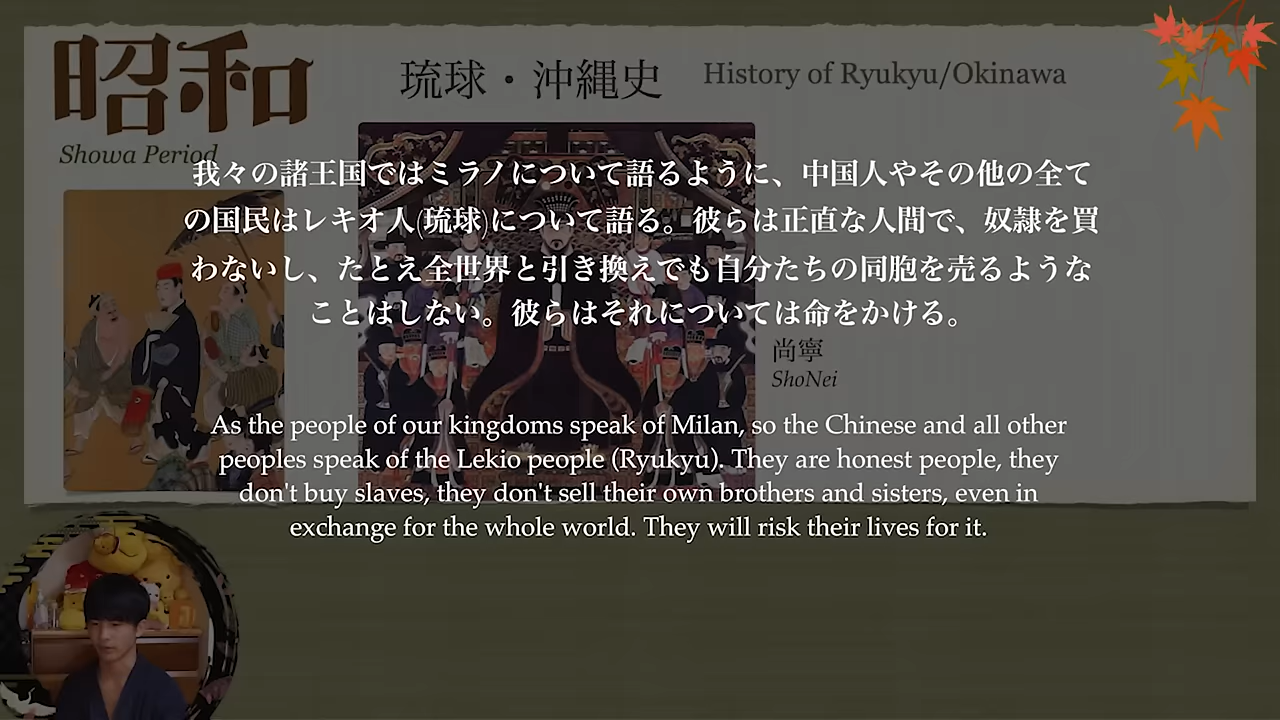 昭和
Showa Period
琉球・沖縄史
History of Ryukyu/Okinawa
我々の諸王国ではミラノについて語るように、中国人やその他の全て
の国民はレキオ人(琉球)について語る。彼らは正直な人間で、奴隷を買
わないし、たとえ全世界と引き換えでも自分たちの同胞を売るような
ことはしない。彼らはそれについては命をかける。
尚寧
ShoNei
As the people of our kingdoms speak of Milan, so the Chinese and all other
peoples speak of the Lekio people (Ryukyu). They are honest people, they
don't buy slaves, they don't sell their own brothers and sisters, even in
exchange for the whole world. They will risk their lives for it.